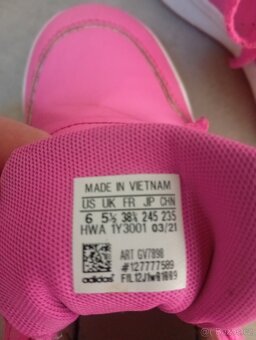 MADE IN VIETNAM
US UK FR JP CHN
6 5½ 38⅔ 245 235
HWA 1Y3001 03/21
ART GV7898
#127777509
adidas